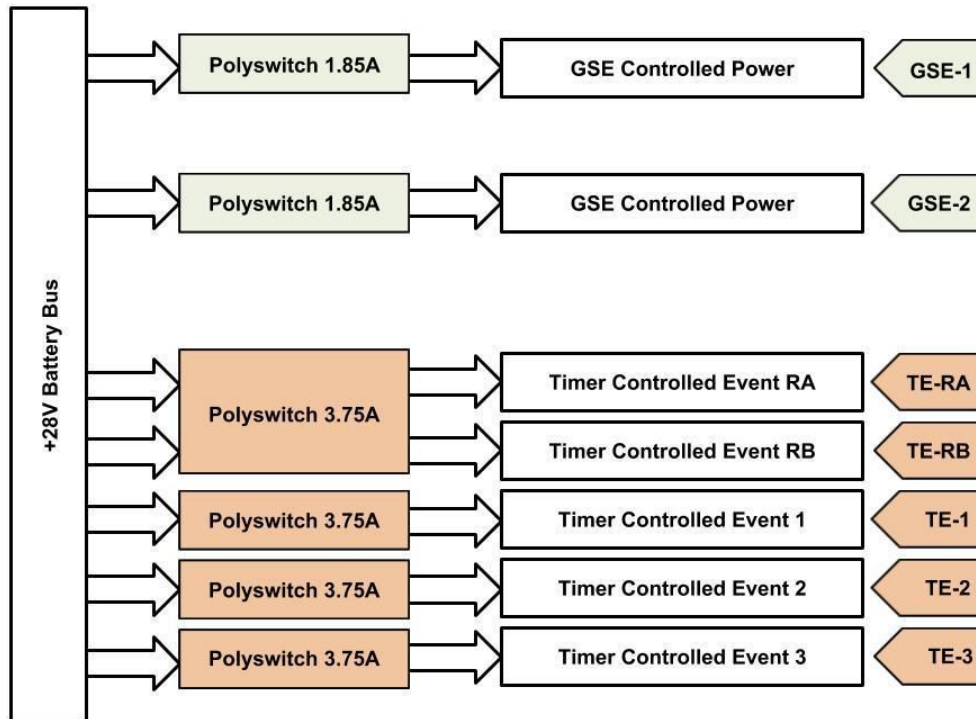 +28V Battery Bus
Polyswitch 1.85A
GSE Controlled Power
GSE-1
Polyswitch 1.85A
GSE Controlled Power
GSE-2
Polyswitch 3.75A
Timer Controlled Event RA
TE-RA
Timer Controlled Event RB
TE-RB
Polyswitch 3.75A
Timer Controlled Event 1
TE-1
Polyswitch 3.75A
Timer Controlled Event 2
TE-2
Polyswitch 3.75A
Timer Controlled Event 3
TE-3